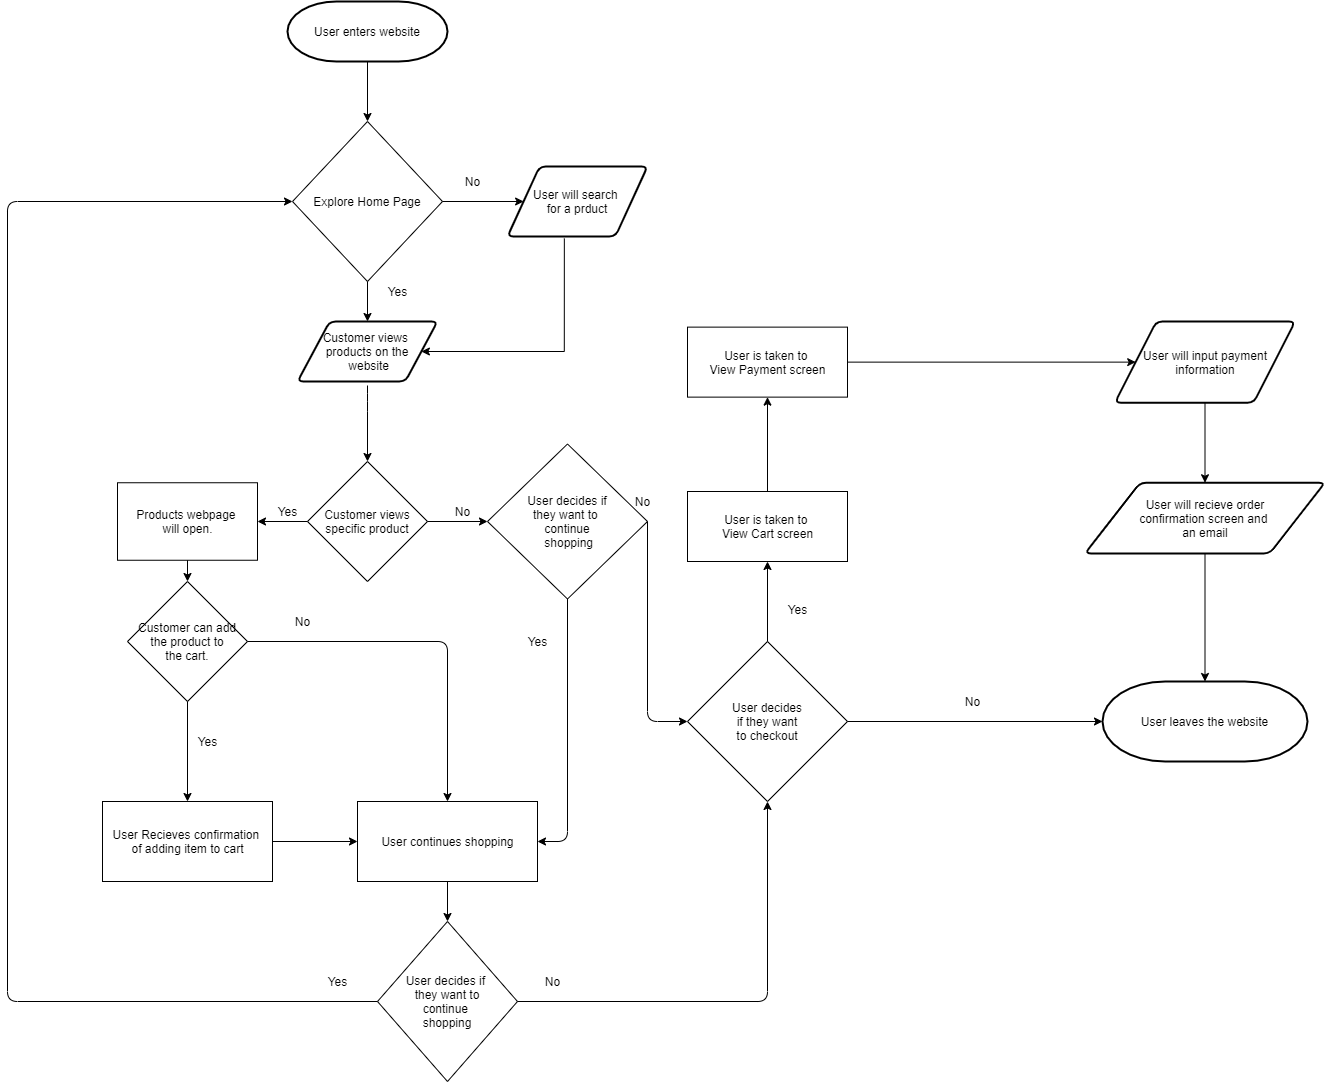 User enters website
Explore Home Page
No
User will search
for a prduct
Yes
Customer views
products on the
website
Customer views
specific product
Yes
No
Products webpage
will open.
User decides if
they want to
continue
shopping
No
Yes
Customer can add
the product to
the cart.
No
Yes
User Recieves confirmation
of adding item to cart
User continues shopping
User decides if
they want to
continue
shopping
Yes
No
User decides
if they want
to checkout
Yes
No
User is taken to
View Cart screen
User is taken to
View Payment screen
User will input payment
information
User will recieve order
confirmation screen and
an email
User leaves the website